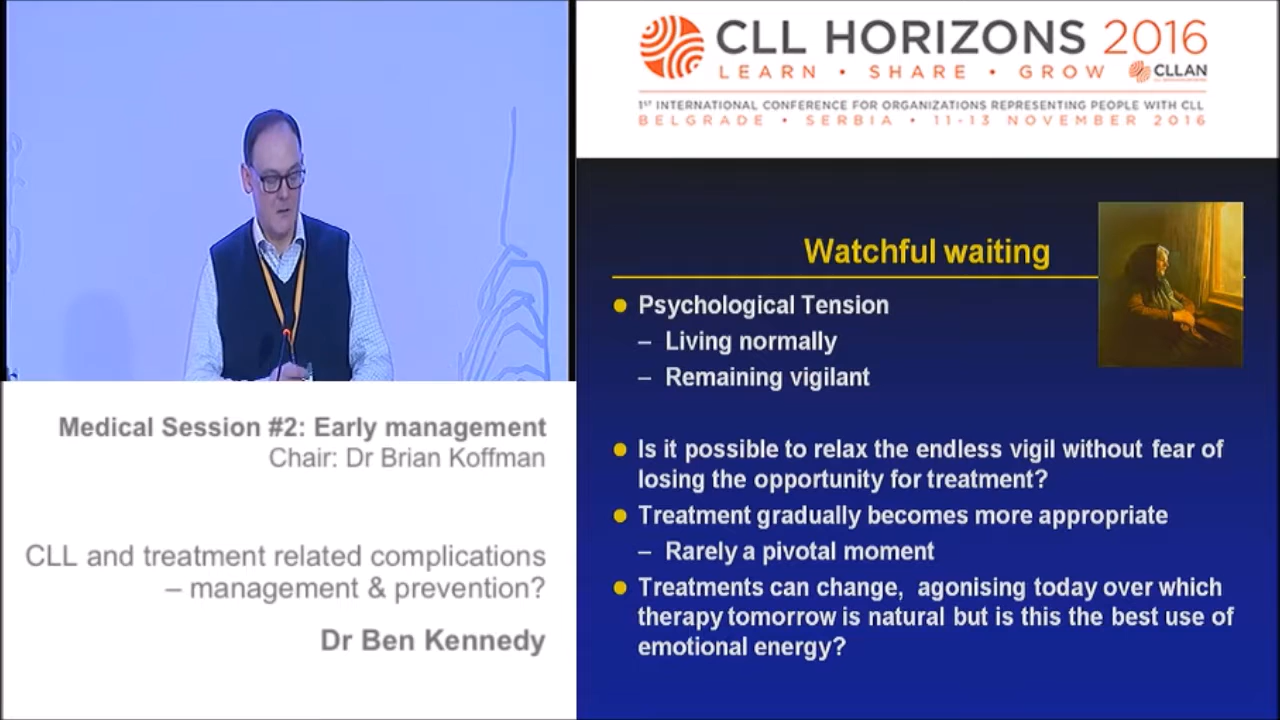 CLL HORIZONS 2016
LEARN • SHARE • GROW
CLLAN
1ST INTERNATIONAL CONFERENCE FOR ORGANIZATIONS REPRESENTING PEOPLE WITH CLL
BELGRADE • SERBIA • 11-13 NOVEMBER 2016
Medical Session #2: Early management
Chair: Dr Brian Koffman
CLL and treatment related complications
– management & prevention?
Dr Ben Kennedy
Watchful waiting
● Psychological Tension
– Living normally
– Remaining vigilant
● Is it possible to relax the endless vigil without fear of
losing the opportunity for treatment?
● Treatment gradually becomes more appropriate
– Rarely a pivotal moment
● Treatments can change, agonising today over which
therapy tomorrow is natural but is this the best use of
emotional energy?